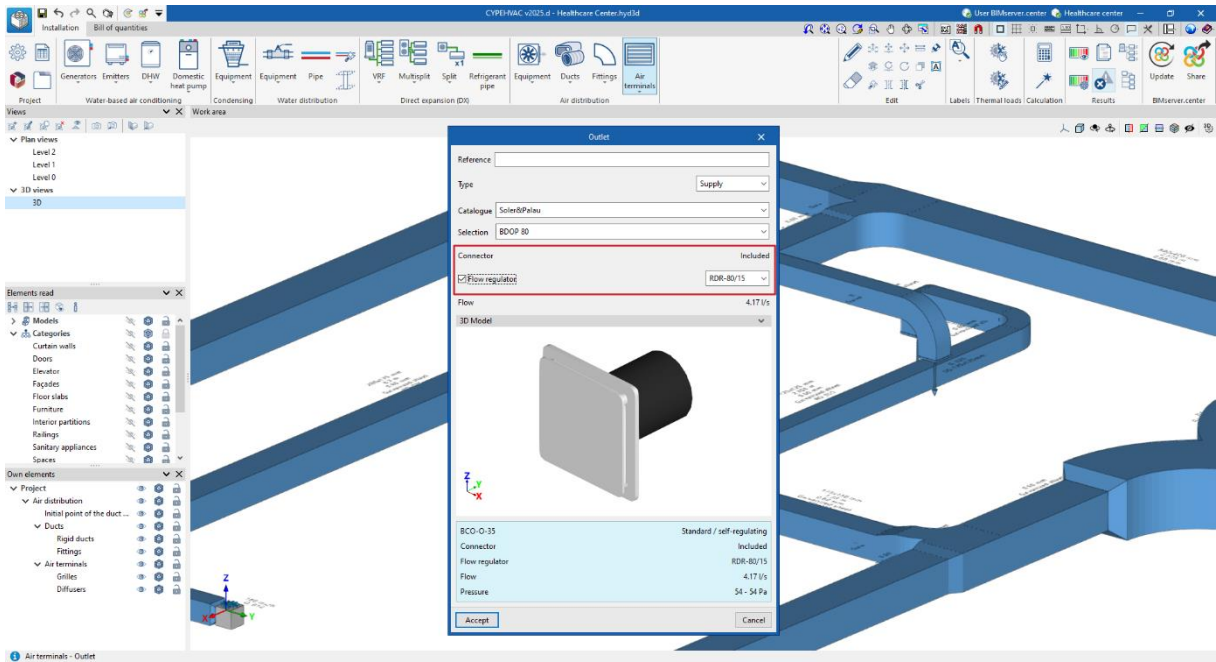 CYPEHVAC v2025.d - Healthcare Center.hyd3d
User BIMserver.center
Healthcare center
Installation
Bill of quantities
Generators
Emitters
DHW
Domestic
heat pump
Equipment
Equipment
Pipe
VRF
Multisplit
Split
Refrigerant
pipe
Equipment
Ducts
Fittings
Air
terminals
Update
Share
Project
Water-based air conditioning
Condensing
Water distribution
Direct expansion (DX)
Air distribution
Edit
Labels
Thermal loads
Calculation
Results
BIMserver.center
Views
Work area
Plan views
Level 2
Level 1
Level 0
3D views
3D
Elements read
Models
Categories
Curtain walls
Doors
Elevator
Façades
Floor slabs
Furniture
Interior partitions
Railings
Sanitary appliances
Spaces
Own elements
Project
Air distribution
Initial point of the duct ...
Ducts
Rigid ducts
Fittings
Air terminals
Grilles
Diffusers
Outlet
Reference
Type
Supply
Catalogue
Soler&Palau
Selection
BDOP 80
Connector
Included
Flow regulator
RDR-80/15
Flow
4.17 l/s
3D Model
Z
Y
X
BCO-O-35
Standard / self-regulating
Connector
Included
Flow regulator
RDR-80/15
Flow
4.17 l/s
Pressure
54 - 54 Pa
Accept
Cancel
Z
X
Y
Air terminals - Outlet